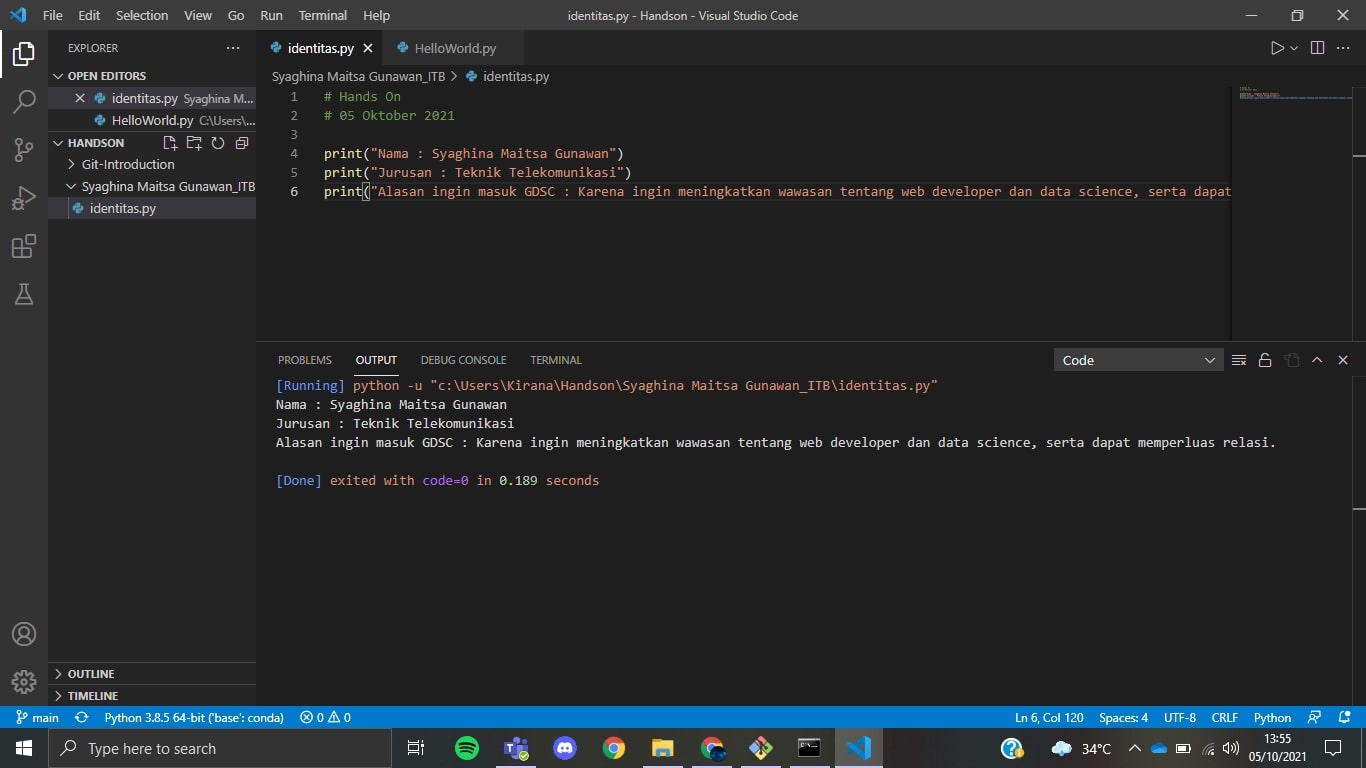 File Edit Selection View Go Run Terminal Help
identitas.py - Handson - Visual Studio Code
EXPLORER
OPEN EDITORS
identitas.py Syaghina M...
HelloWorld.py C:\Users\...
HANDSON
Git-Introduction
Syaghina Maitsa Gunawan_ITB
identitas.py
OUTLINE
TIMELINE
identitas.py HelloWorld.py
Syaghina Maitsa Gunawan_ITB > identitas.py
1 # Hands On
2 # 05 Oktober 2021
3
4 print("Nama : Syaghina Maitsa Gunawan")
5 print("Jurusan : Teknik Telekomunikasi")
6 print("Alasan ingin masuk GDSC : Karena ingin meningkatkan wawasan tentang web developer dan data science, serta dapat
PROBLEMS OUTPUT DEBUG CONSOLE TERMINAL
Code
[Running] python -u "c:\Users\Kirana\Handson\Syaghina Maitsa Gunawan_ITB\identitas.py"
Nama : Syaghina Maitsa Gunawan
Jurusan : Teknik Telekomunikasi
Alasan ingin masuk GDSC : Karena ingin meningkatkan wawasan tentang web developer dan data science, serta dapat memperluas relasi.
[Done] exited with code=0 in 0.189 seconds
main Python 3.8.5 64-bit ('base': conda) 0 0
Ln 6, Col 120 Spaces: 4 UTF-8 CRLF Python
Type here to search
34°C
13:55
05/10/2021